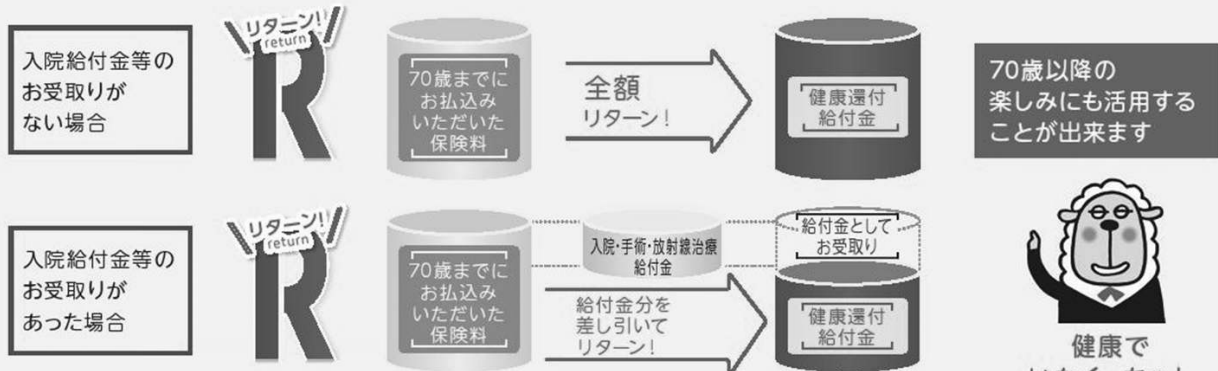 入院給付金等の
お受取りが
ない場合
リターン!
return
R
70歳までに
お払込み
いただいた
保険料
全額
リターン!
健康還付
給付金
70歳以降の
楽しみにも活用する
ことが出来ます
入院給付金等の
お受取りが
あった場合
リターン!
return
R
70歳までに
お払込み
いただいた
保険料
入院・手術・放射線治療
給付金
給付金分を
差し引いて
リターン!
給付金として
お受取り
健康還付
給付金
健康で